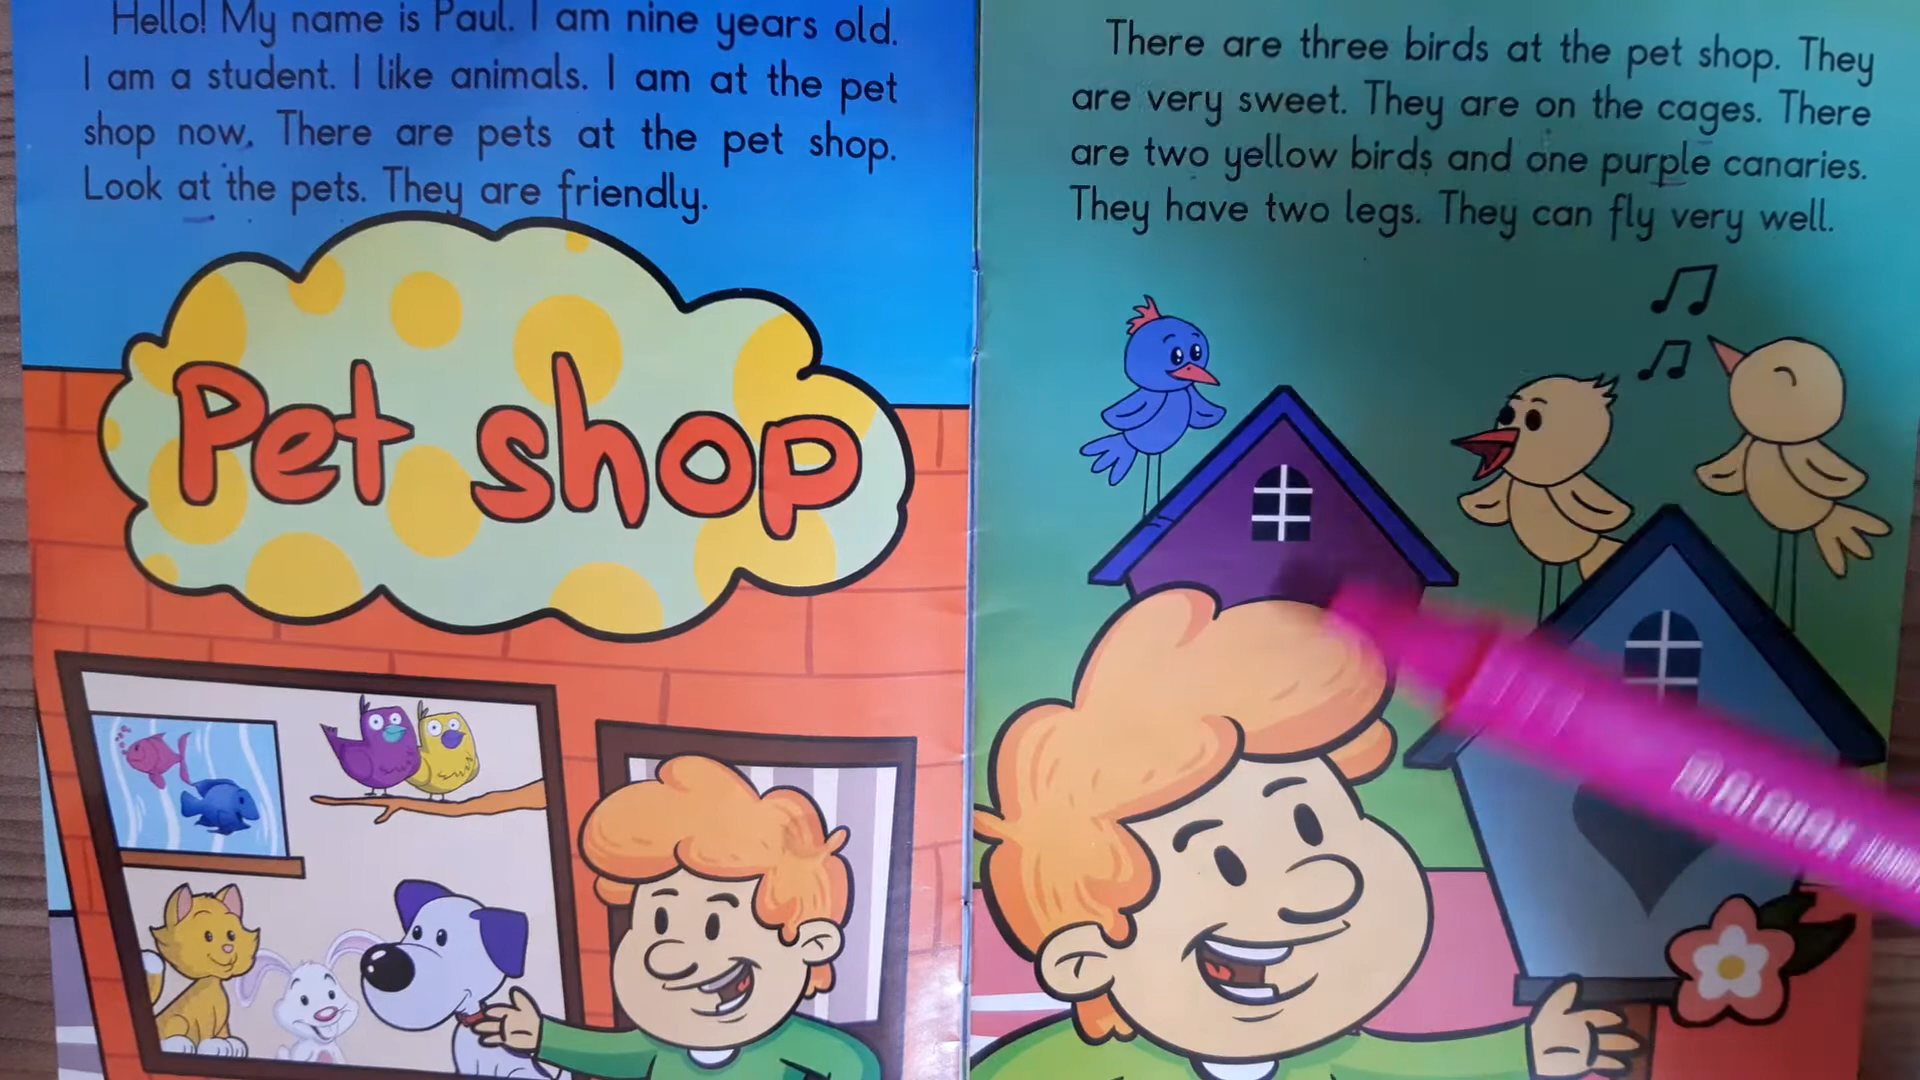 Hello! My name is Paul. I am nine years old.
I am a student. I like animals. I am at the pet
shop now. There are pets at the pet shop.
Look at the pets. They are friendly.
Pet shop
There are three birds at the pet shop. They
are very sweet. They are on the cages. There
are two yellow birds and one purple canaries.
They have two legs. They can fly very well.